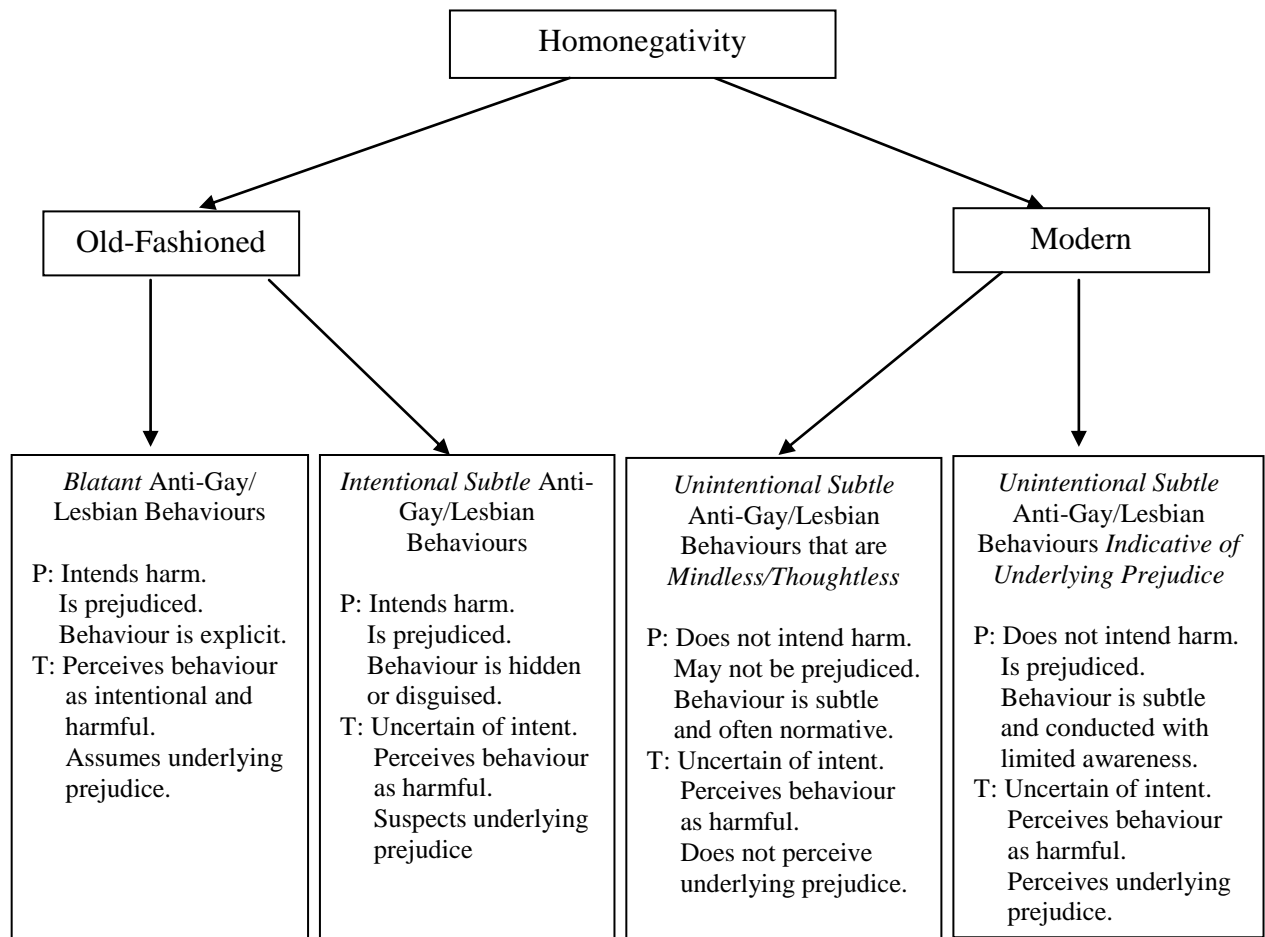 Homonegativity
Old-Fashioned
Modern
Blatant Anti-Gay/
Lesbian Behaviours
P: Intends harm.
Is prejudiced.
Behaviour is explicit.
T: Perceives behaviour
as intentional and
harmful.
Assumes underlying
prejudice.
Intentional Subtle Anti-
Gay/Lesbian
Behaviours
P: Intends harm.
Is prejudiced.
Behaviour is hidden
or disguised.
T: Uncertain of intent.
Perceives behaviour
as harmful.
Suspects underlying
prejudice
Unintentional Subtle
Anti-Gay/Lesbian
Behaviours that are
Mindless/Thoughtless
P: Does not intend harm.
May not be prejudiced.
Behaviour is subtle
and often normative.
T: Uncertain of intent.
Perceives behaviour
as harmful.
Does not perceive
underlying prejudice.
Unintentional Subtle
Anti-Gay/Lesbian
Behaviours Indicative of
Underlying Prejudice
P: Does not intend harm.
Is prejudiced.
Behaviour is subtle
and conducted with
limited awareness.
T: Uncertain of intent.
Perceives behaviour
as harmful.
Perceives underlying
prejudice.